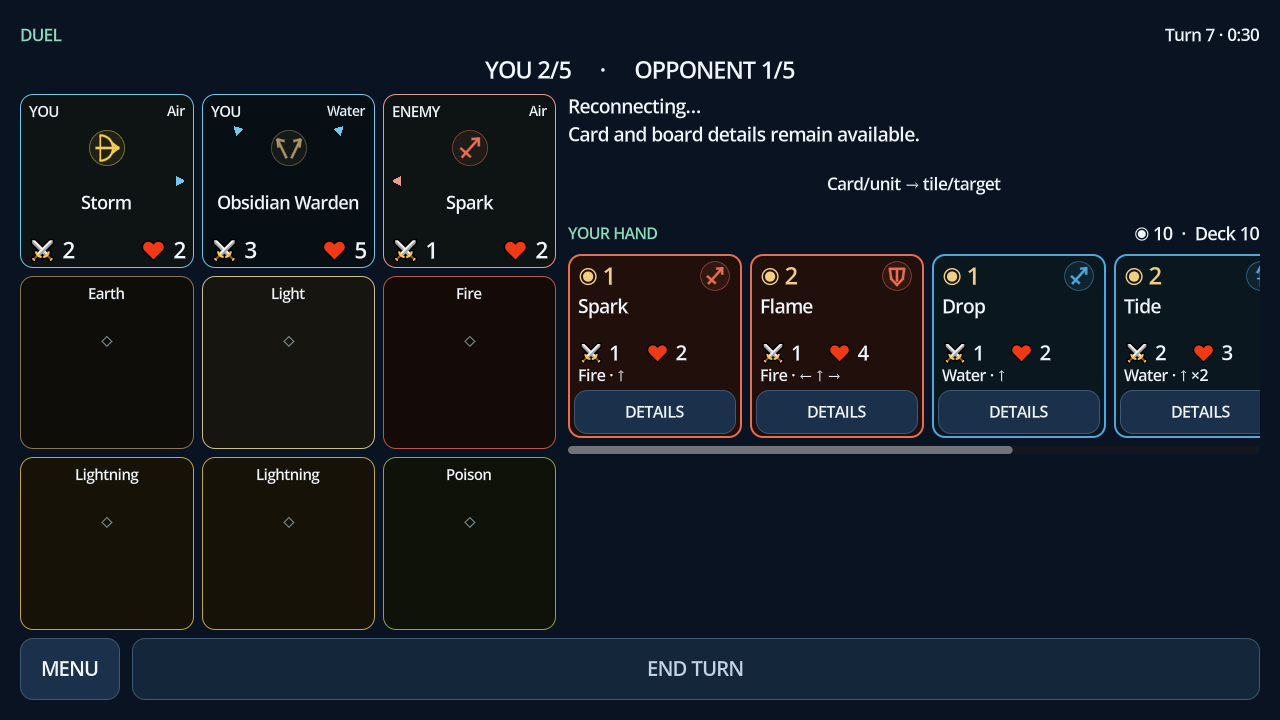 DUEL
Turn 7 · 0:30
YOU 2/5 · OPPONENT 1/5
YOU Air
Storm
2 2
YOU Water
Obsidian Warden
3 5
ENEMY Air
Spark
1 2
Reconnecting...
Card and board details remain available.
Card/unit → tile/target
YOUR HAND
10 · Deck 10
1
Spark
1 2
Fire · ↑
DETAILS
2
Flame
1 4
Fire · ← ↑ →
DETAILS
1
Drop
1 2
Water · ↑
DETAILS
2
Tide
2 3
Water · ↑ ×2
DETAILS
Earth
Light
Fire
Lightning
Lightning
Poison
MENU
END TURN